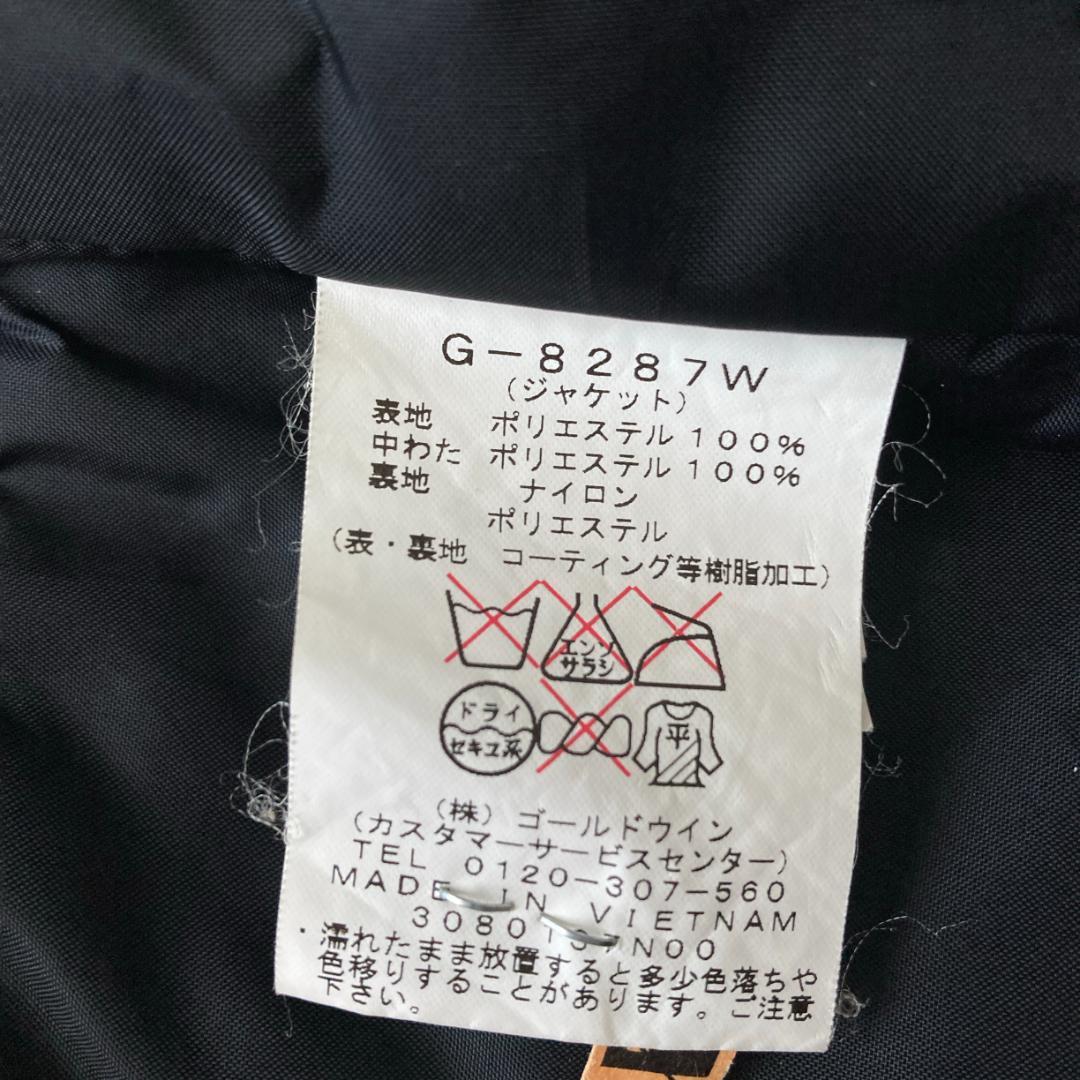 G-8287W
(ジャケット)
表地 ポリエステル100%
中わた ポリエステル100%
裏地 ナイロン
ポリエステル
(表・裏地 コーティング等樹脂加工)
エンソ
サラシ
ドライ
セキユ系
平
(株) ゴールドウイン
(カスタマーサービスセンター)
TEL 0120-307-560
MADE IN VIETNAM
・濡れたまま放置すると多少色落ちや
色移りすることがあります。ご注意
下さい。